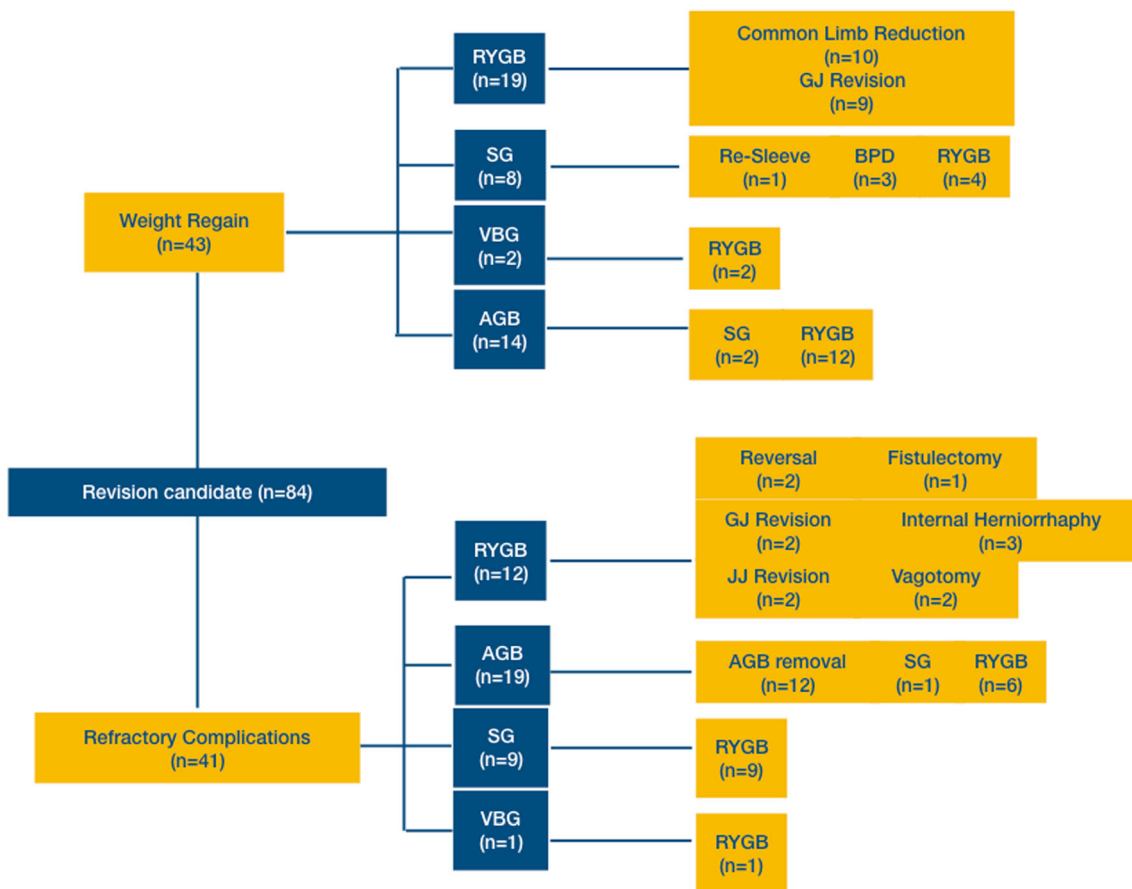 RYGB
(n=19)
Common Limb Reduction
(n=10)
GJ Revision
(n=9)
SG
(n=8)
Re-Sleeve
(n=1)
BPD
(n=3)
RYGB
(n=4)
Weight Regain
(n=43)
VBG
(n=2)
RYGB
(n=2)
AGB
(n=14)
SG
(n=2)
RYGB
(n=12)
Revision candidate (n=84)
RYGB
(n=12)
Reversal
(n=2)
Fistulectomy
(n=1)
GJ Revision
(n=2)
Internal Herniorrhaphy
(n=3)
JJ Revision
(n=2)
Vagotomy
(n=2)
AGB
(n=19)
AGB removal
(n=12)
SG
(n=1)
RYGB
(n=6)
Refractory Complications
(n=41)
SG
(n=9)
RYGB
(n=9)
VBG
(n=1)
RYGB
(n=1)